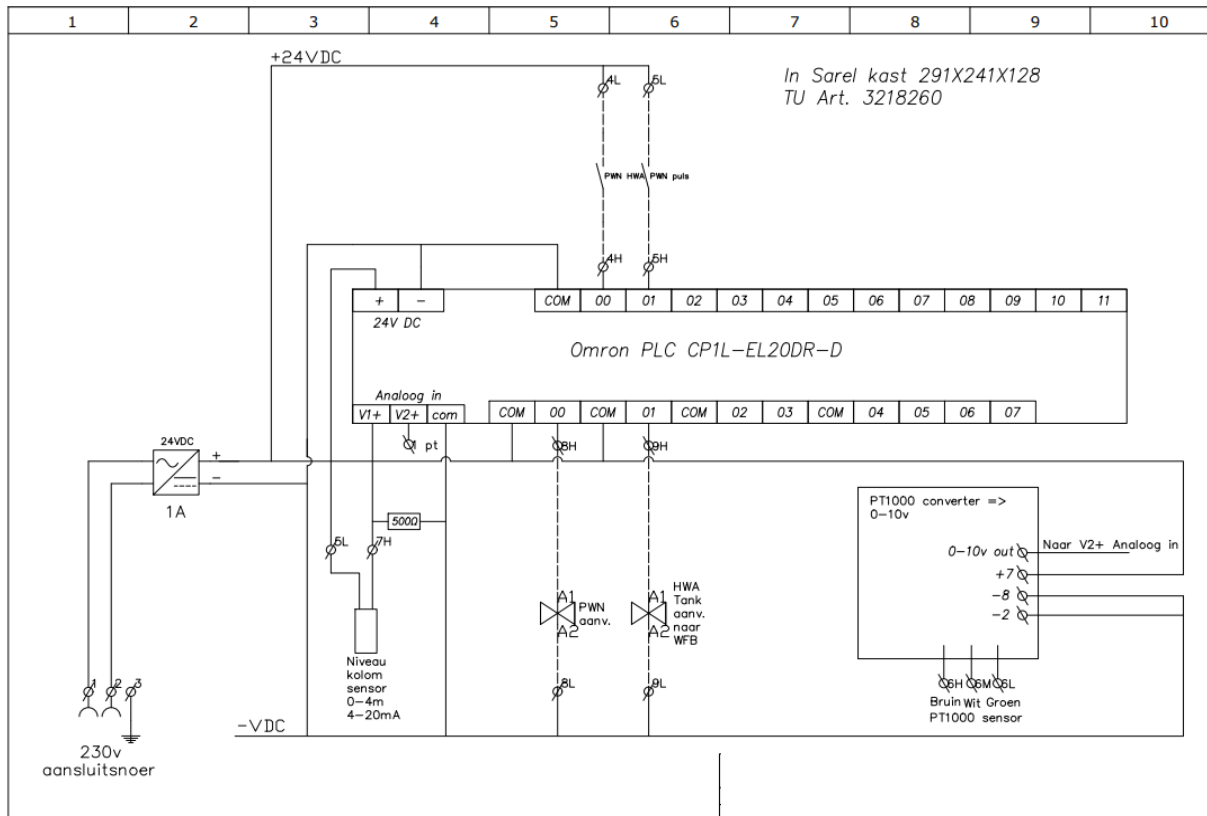 1 2 3 4 5 6 7 8 9 10
+24VDC
In Sarel kast 291X241X128
TU Art. 3218260
4L 5L
PWN HWA PWN puls
4H 5H
+ - COM 00 01 02 03 04 05 06 07 08 09 10 11
24V DC
Omron PLC CP1L-EL20DR-D
Analoog in
V1+ V2+ com COM 00 COM 01 COM 02 03 COM 04 05 06 07
1 pt
8H 9H
24VDC
+
-
1A
500Ω
6L 7H
PT1000 converter =>
0-10v
0-10v out
Naar V2+ Analoog in
+7
-8
-2
A1
A2
PWN
aanv.
A1
A2
HWA
Tank
aanv.
naar
WFB
Niveau
kolom
sensor
0-4m
4-20mA
6H 6M 6L
Bruin Wit Groen
PT1000 sensor
8L 9L
1 2 3
-VDC
230v
aansluitsnoer